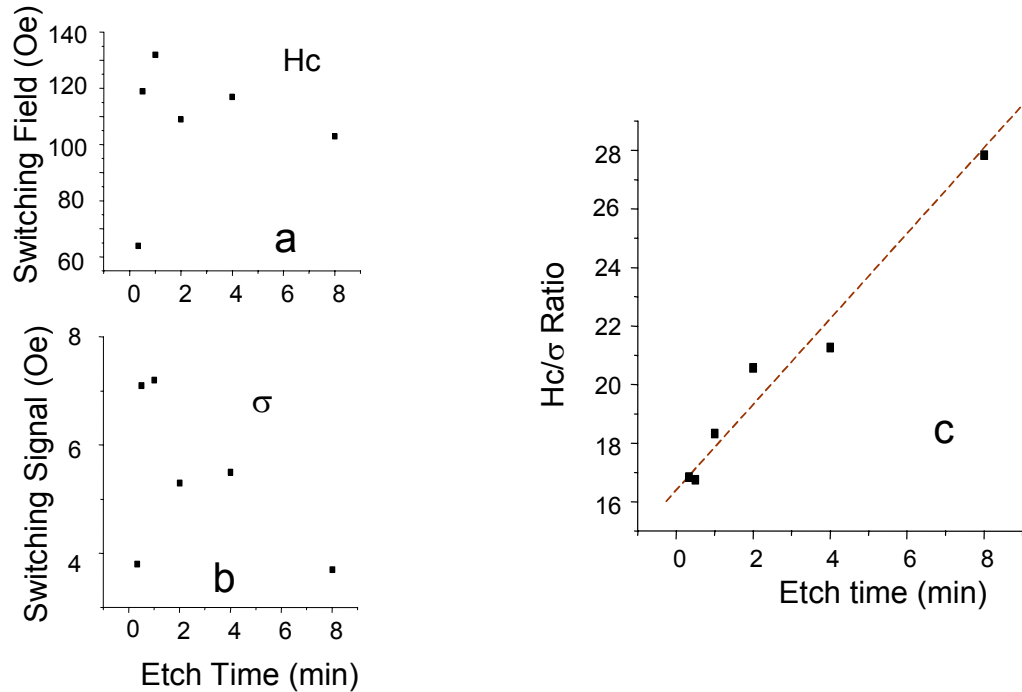 Switching Field (Oe)
140
120
100
80
60
Hc
a
0 2 4 6 8
Switching Signal (Oe)
8
6
4
σ
b
0 2 4 6 8
Etch Time (min)
Hc/σ Ratio
28
26
24
22
20
18
16
c
0 2 4 6 8
Etch time (min)